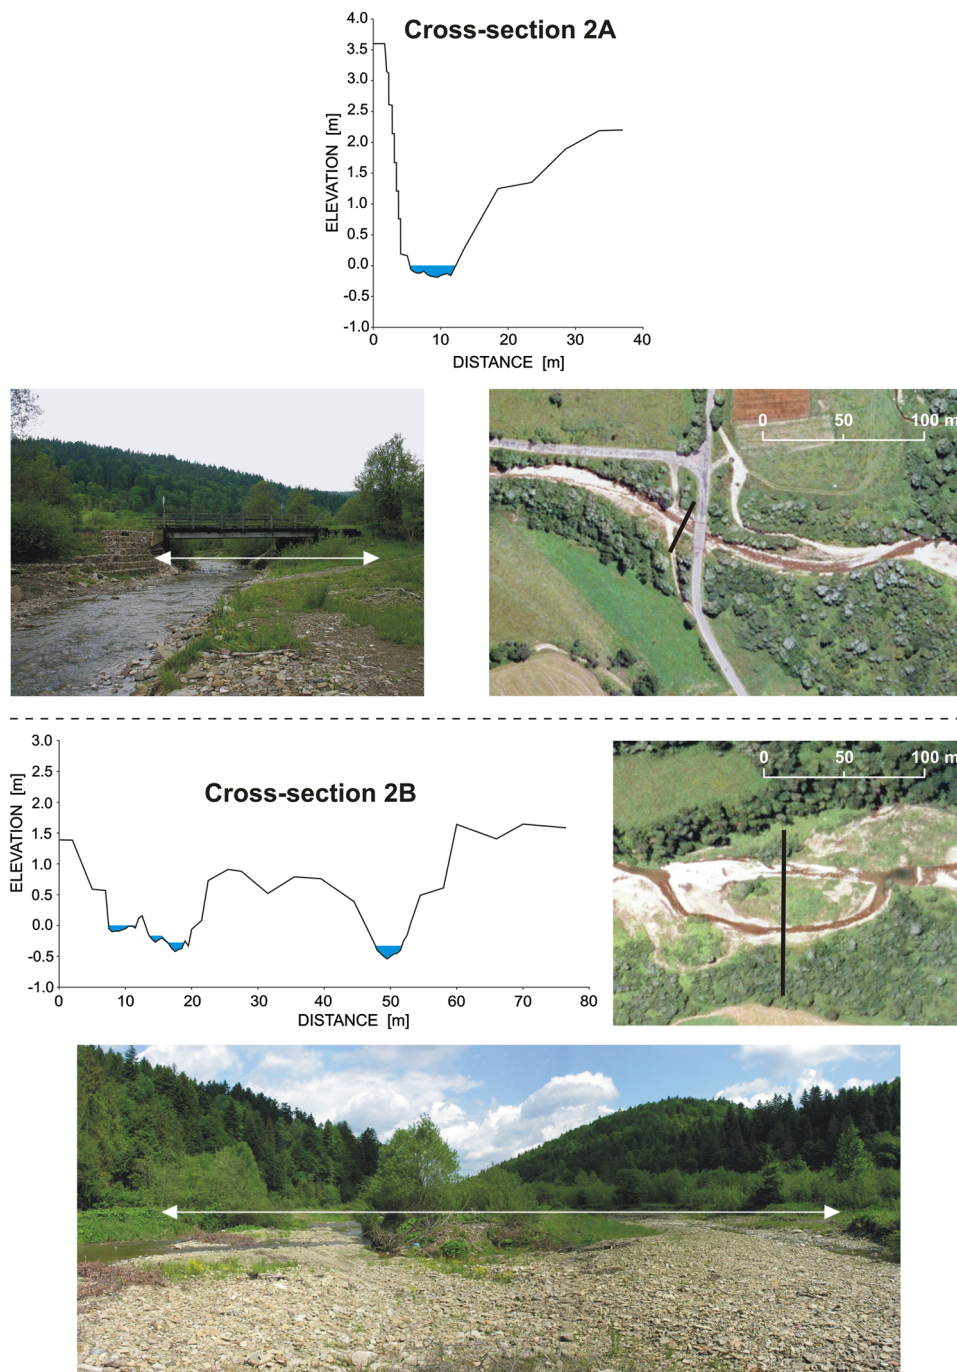 Cross-section 2A
ELEVATION [m]
4.0
3.5
3.0
2.5
2.0
1.5
1.0
0.5
0.0
-0.5
-1.0
0 10 20 30 40
DISTANCE [m]
0 50 100 m
Cross-section 2B
ELEVATION [m]
3.0
2.5
2.0
1.5
1.0
0.5
0.0
-0.5
-1.0
0 10 20 30 40 50 60 70 80
DISTANCE [m]
0 50 100 m